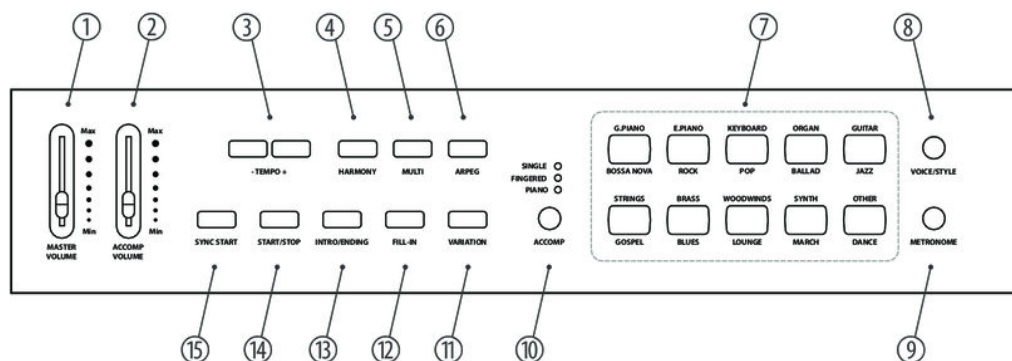 ① ② ③ ④ ⑤ ⑥ ⑦ ⑧
Max Max
Min Min
MASTER
VOLUME
ACCOMP
VOLUME
- TEMPO + HARMONY MULTI ARPEG
SYNC START START/STOP INTRO/ENDING FILL-IN VARIATION
SINGLE
FINGERED
PIANO
ACCOMP
G.PIANO E.PIANO KEYBOARD ORGAN GUITAR
BOSSA NOVA ROCK POP BALLAD JAZZ
STRINGS BRASS WOODWINDS SYNTH OTHER
GOSPEL BLUES LOUNGE MARCH DANCE
VOICE/STYLE
METRONOME
⑮ ⑭ ⑬ ⑫ ⑪ ⑩ ⑨